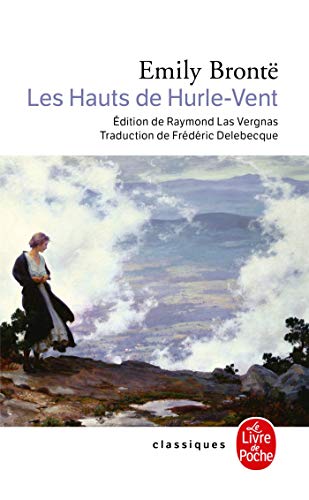 Emily Brontë
Les Hauts de Hurle-Vent
Édition de Raymond Las Vergnas
Traduction de Frédéric Delebecque
classiques
Le
Livre
de
Poche